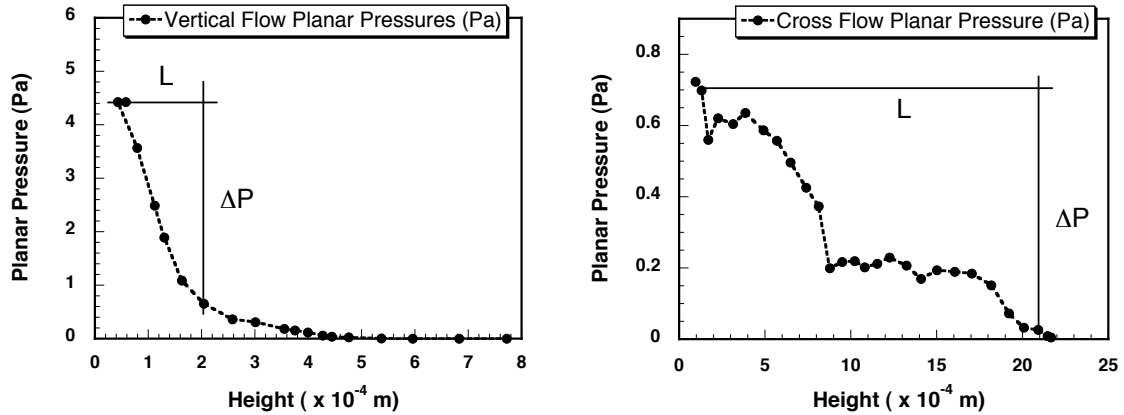 Vertical Flow Planar Pressures (Pa)
6
5
4
3
2
1
0
Planar Pressure (Pa)
L
ΔP
0 1 2 3 4 5 6 7 8
Height ( x 10⁻⁴ m)
Cross Flow Planar Pressure (Pa)
0.8
0.6
0.4
0.2
0
Planar Pressure (Pa)
L
ΔP
0 5 10 15 20 25
Height ( x 10⁻⁴ m)